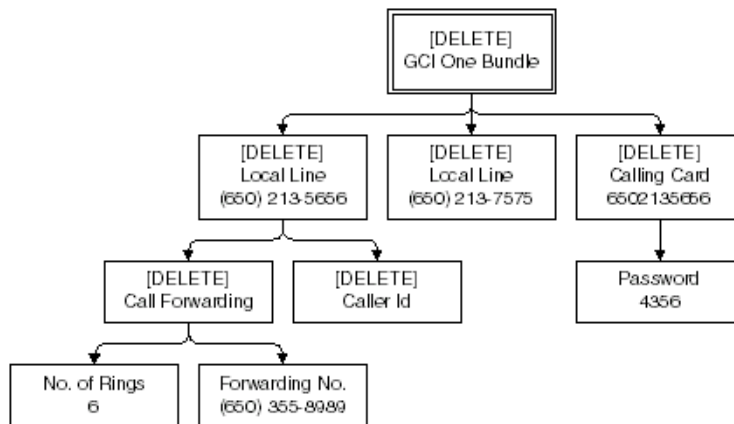 [DELETE]
GCI One Bundle
[DELETE]
Local Line
(650) 213-5656
[DELETE]
Local Line
(650) 213-7575
[DELETE]
Calling Card
6502135656
[DELETE]
Call Forwarding
[DELETE]
Caller Id
Password
4356
No. of Rings
6
Forwarding No.
(650) 355-8989